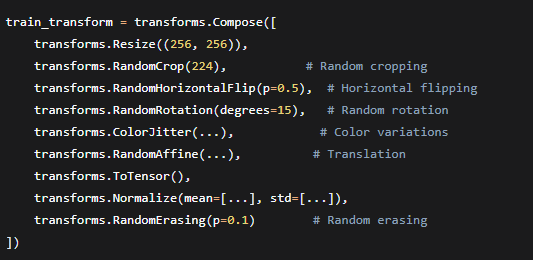 train_transform = transforms.Compose([
    transforms.Resize((256, 256)),
    transforms.RandomCrop(224),           # Random cropping
    transforms.RandomHorizontalFlip(p=0.5),  # Horizontal flipping
    transforms.RandomRotation(degrees=15),   # Random rotation
    transforms.ColorJitter(...),            # Color variations
    transforms.RandomAffine(...),          # Translation
    transforms.ToTensor(),
    transforms.Normalize(mean=[...], std=[...]),
    transforms.RandomErasing(p=0.1)        # Random erasing
])